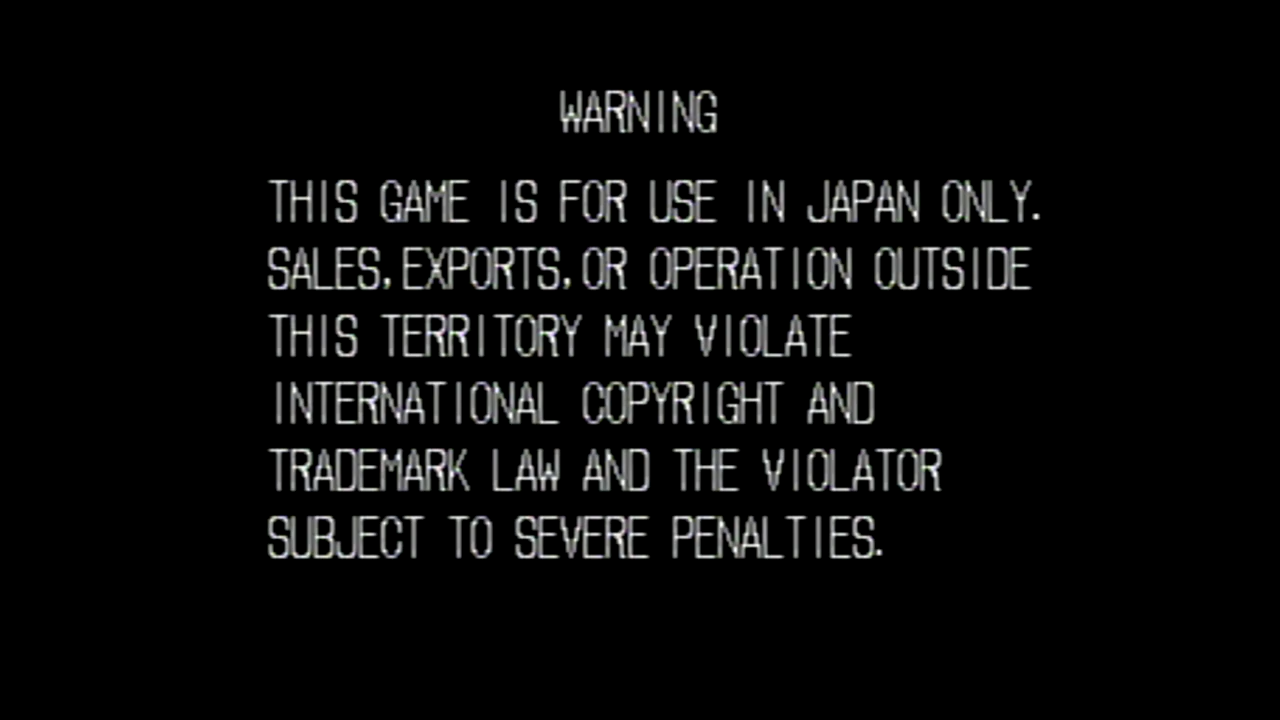 WARNING
THIS GAME IS FOR USE IN JAPAN ONLY.
SALES,EXPORTS,OR OPERATION OUTSIDE
THIS TERRITORY MAY VIOLATE
INTERNATIONAL COPYRIGHT AND
TRADEMARK LAW AND THE VIOLATOR
SUBJECT TO SEVERE PENALTIES.